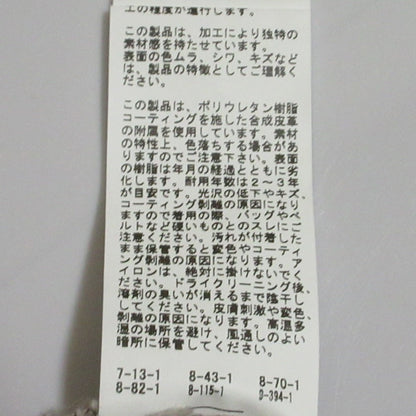 工の程度が進行します。
この製品は、加工により独特の
素材感を持たせています。
表面の色ムラ、シワ、キズなど
は、製品の特徴としてご理解く
ださい。
この製品は、ポリウレタン樹脂
コーティングを施した合成皮革
の附属を使用しています。素材
の特性上、色落ちする場合があ
りますのでご注意下さい。表面
の樹脂は年月の経過とともに劣
化します。耐用年数は２～３年
が目安です。光沢の低下やキズ、
コーティング剥離の原因になり
ますので着用の際、バッグやベ
ルトなど硬いものとのスレにご
注意ください。汚れが付着した
まま保管すると変色やコーティ
ング剥離の原因になります。ア
イロンは、絶対に掛けないでく
ださい。ドライクリーニング後、
溶剤の臭いが消えるまで陰干し
してください。皮膚刺激や変色、
剥離の原因になります。高温多
湿の場所を避け、風通しのよい
暗所に保管してください。
7-13-1 8-43-1 8-70-1
8-82-1 8-115-1 D-394-1